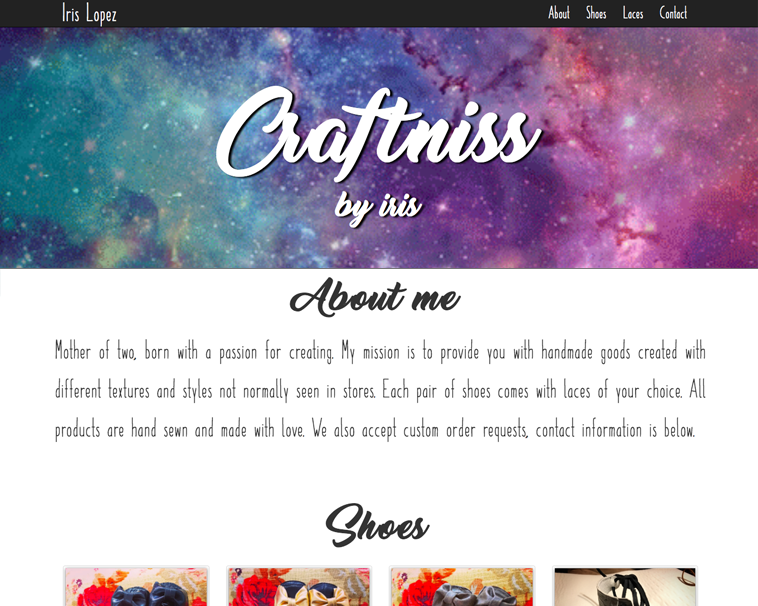 Iris Lopez About Shoes Laces Contact
Craftniss
by iris
About me
Mother of two, born with a passion for creating. My mission is to provide you with handmade goods created with
different textures and styles not normally seen in stores. Each pair of shoes comes with laces of your choice. All
products are hand sewn and made with love. We also accept custom order requests, contact information is below.
Shoes